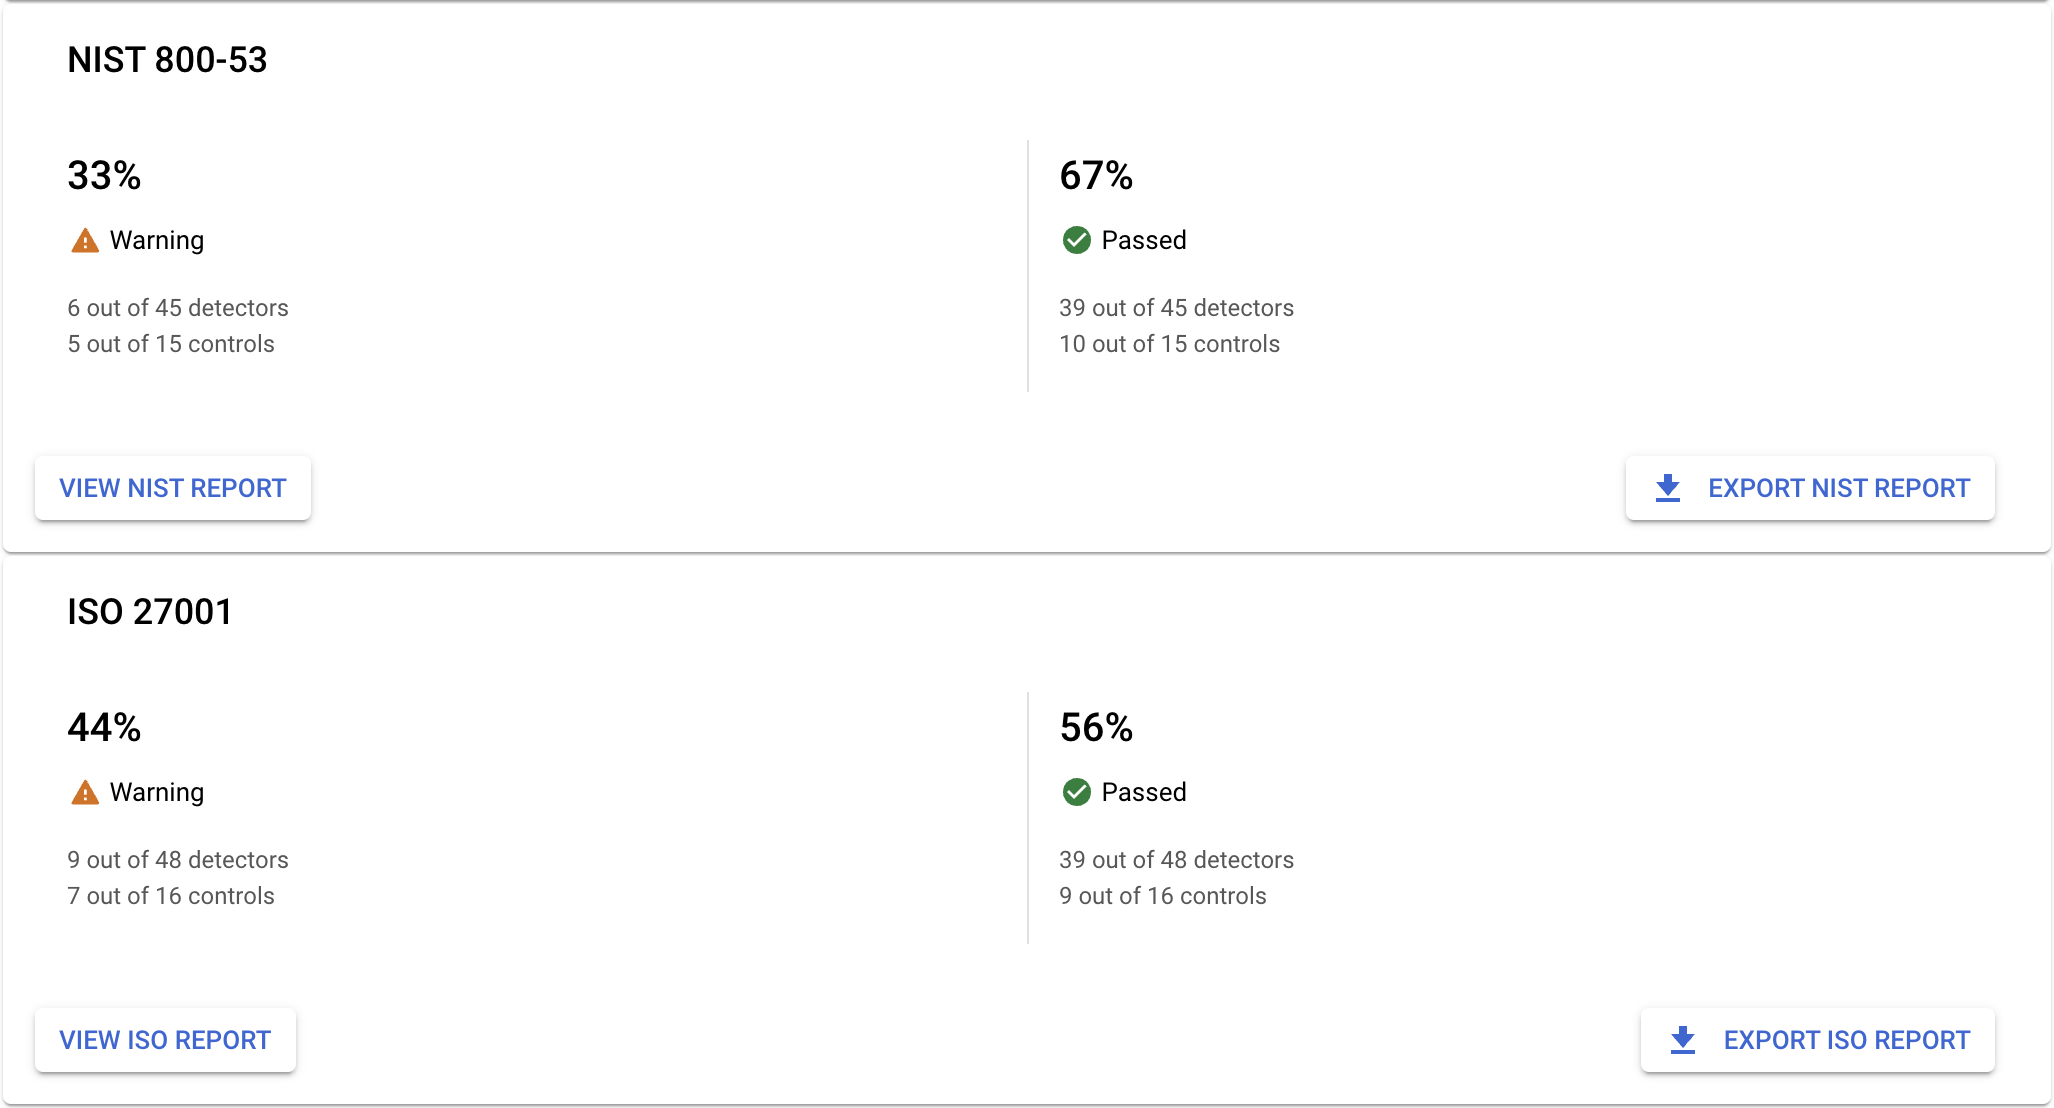 NIST 800-53
33%
Warning
6 out of 45 detectors
5 out of 15 controls
67%
Passed
39 out of 45 detectors
10 out of 15 controls
VIEW NIST REPORT
EXPORT NIST REPORT
ISO 27001
44%
Warning
9 out of 48 detectors
7 out of 16 controls
56%
Passed
39 out of 48 detectors
9 out of 16 controls
VIEW ISO REPORT
EXPORT ISO REPORT